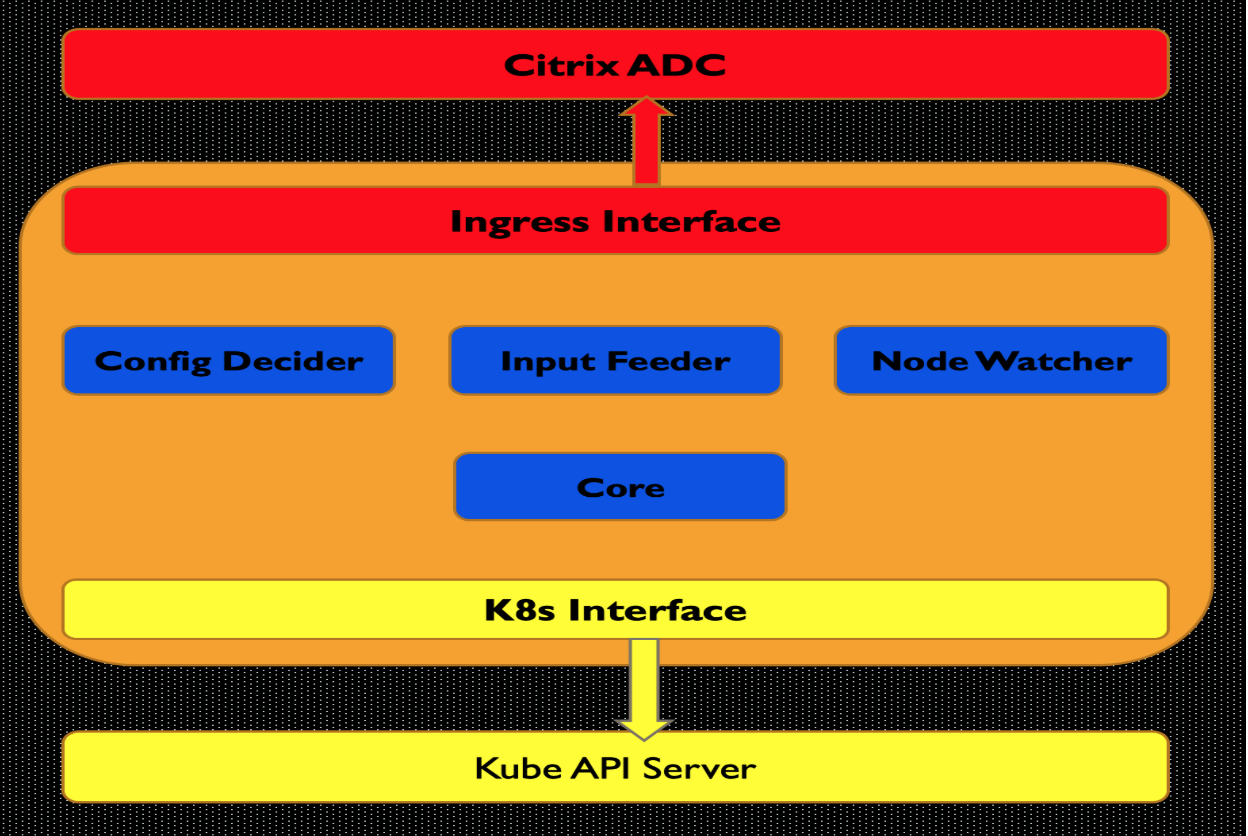 Citrix ADC
Ingress Interface
Config Decider
Input Feeder
Node Watcher
Core
K8s Interface
Kube API Server